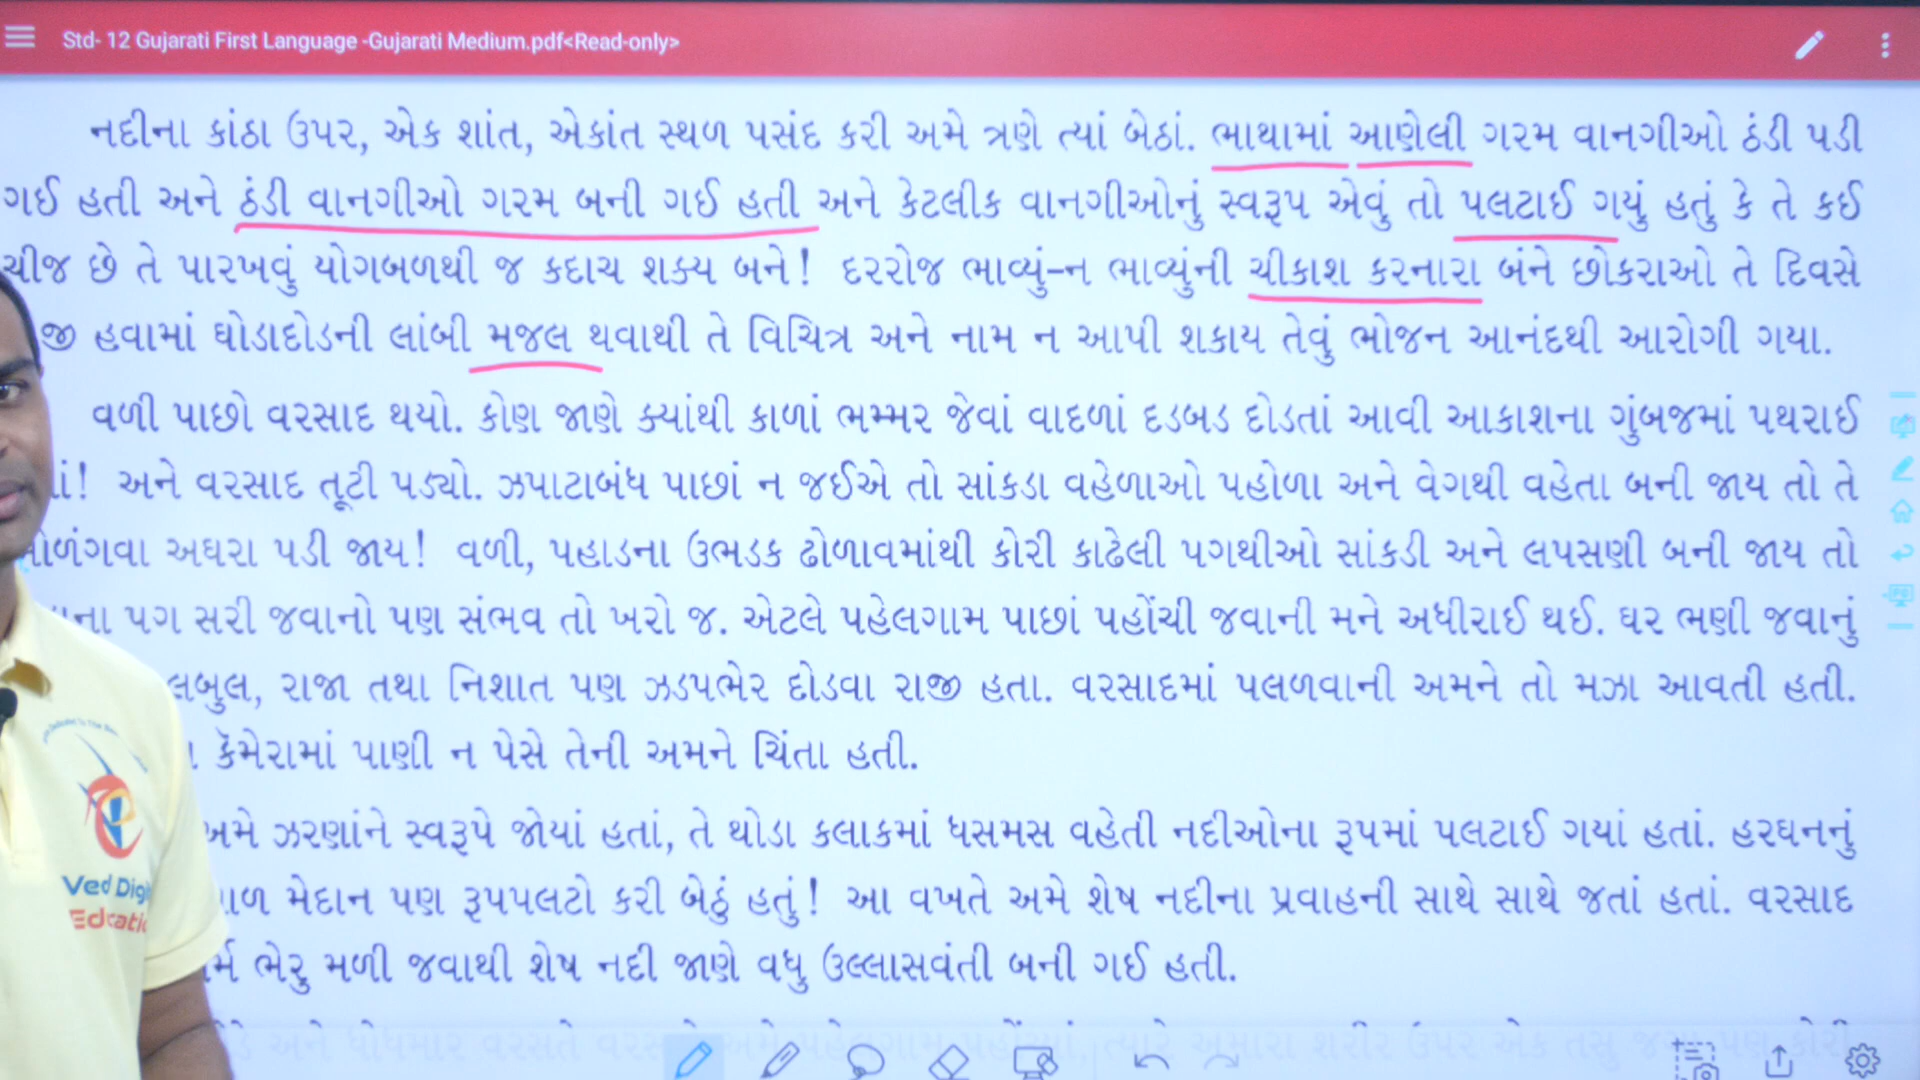 Std- 12 Gujarati First Language -Gujarati Medium.pdf<Read-only>
નદીના કાંઠા ઉપર, એક શાંત, એકાંત સ્થળ પસંદ કરી અમે ત્રણે ત્યાં બેઠાં. ભાથામાં આણેલી ગરમ વાનગીઓ ઠંડી પડી
ગઈ હતી અને ઠંડી વાનગીઓ ગરમ બની ગઈ હતી અને કેટલીક વાનગીઓનું સ્વરૂપ એવું તો પલટાઈ ગયું હતું કે તે કઈ
ચીજ છે તે પારખવું યોગબળથી જ કદાચ શક્ય બને! દરરોજ ભાવ્યું–ન ભાવ્યુંની ચીકાશ કરનારા બંને છોકરાઓ તે દિવસે
હવામાં ઘોડાદોડની લાંબી મજલ થવાથી તે વિચિત્ર અને નામ ન આપી શકાય તેવું ભોજન આનંદથી આરોગી ગયા.
વળી પાછો વરસાદ થયો. કોણ જાણે ક્યાંથી કાળાં ભમ્મર જેવાં વાદળાં દડબડ દોડતાં આવી આકાશના ગુંબજમાં પથરાઈ
અને વરસાદ તૂટી પડ્યો. ઝપાટાબંધ પાછાં ન જઈએ તો સાંકડા વહેળાઓ પહોળા અને વેગથી વહેતા બની જાય તો તે
અઘરા પડી જાય! વળી, પહાડના ઉભડક ઢોળાવમાંથી કોરી કાઢેલી પગથીઓ સાંકડી અને લપસણી બની જાય તો
પગ સરી જવાનો પણ સંભવ તો ખરો જ. એટલે પહેલગામ પાછાં પહોંચી જવાની મને અધીરાઈ થઈ. ઘર ભણી જવાનું
રાજા તથા નિશાત પણ ઝડપભેર દોડવા રાજી હતા. વરસાદમાં પલળવાની અમને તો મઝા આવતી હતી.
કૅમેરામાં પાણી ન પેસે તેની અમને ચિંતા હતી.
અમે ઝરણાંને સ્વરૂપે જોયાં હતાં, તે થોડા કલાકમાં ધસમસ વહેતી નદીઓના રૂપમાં પલટાઈ ગયાં હતાં. હરઘનનું
મેદાન પણ રૂપપલટો કરી બેઠું હતું! આ વખતે અમે શેષ નદીના પ્રવાહની સાથે સાથે જતાં હતાં. વરસાદ
ભેરુ મળી જવાથી શેષ નદી જાણે વધુ ઉલ્લાસવંતી બની ગઈ હતી.
Ved Digi
Educati